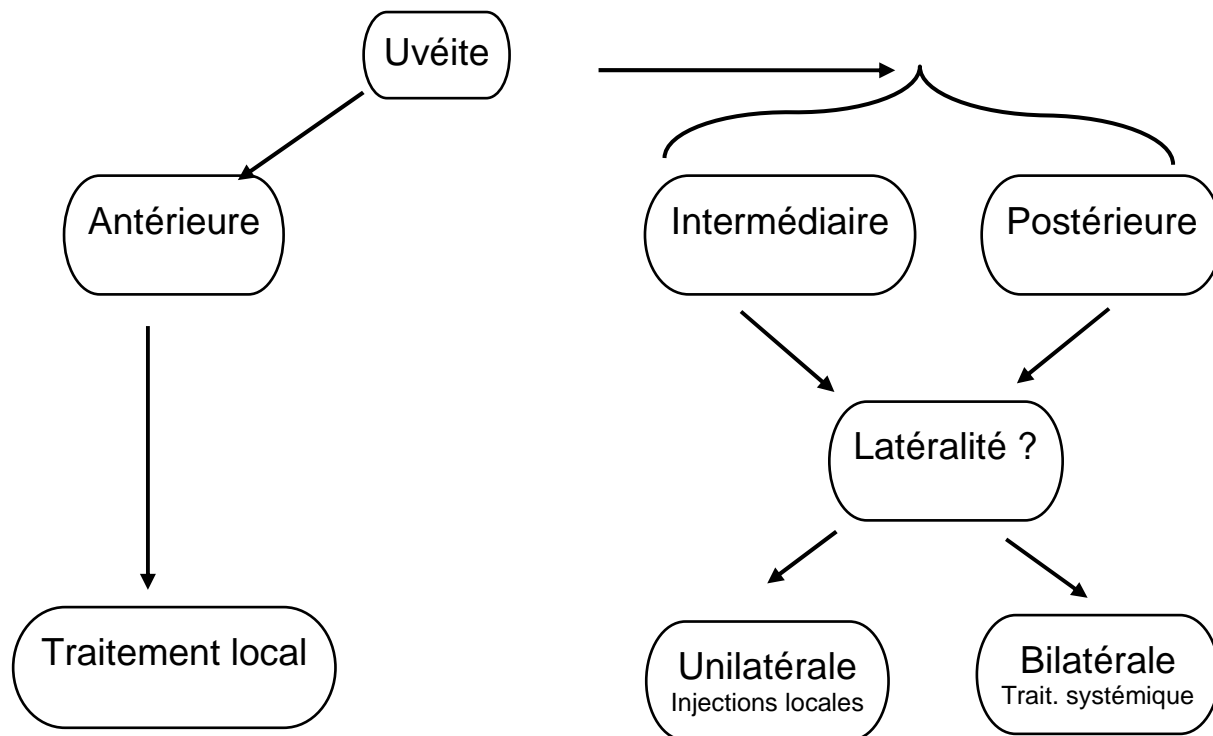 Uvéite
Antérieure
Intermédiaire
Postérieure
Latéralité ?
Traitement local
Unilatérale
Injections locales
Bilatérale
Trait. systémique